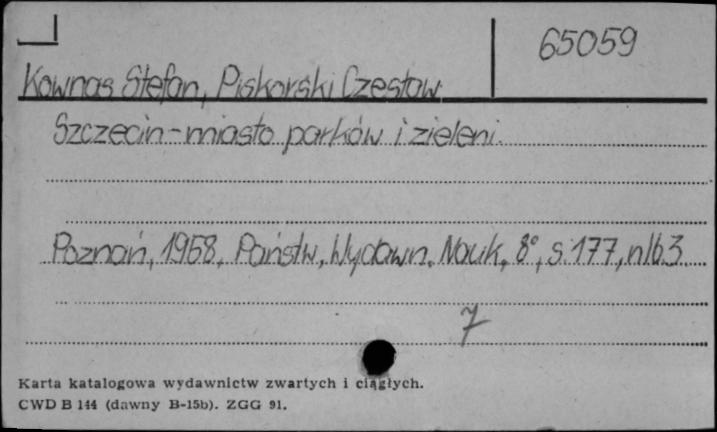 65059
Kownas Stefan, Piskorski Czesław
Szczecin - miasto parków i zieleni.
Poznań, 1958, Państw. Wydawn. Nauk, 8°, s. 177, nlb 3.
7
Karta katalogowa wydawnictw zwartych i ciągłych.
CWD B 144 (dawny B-15b). ZGG 91.